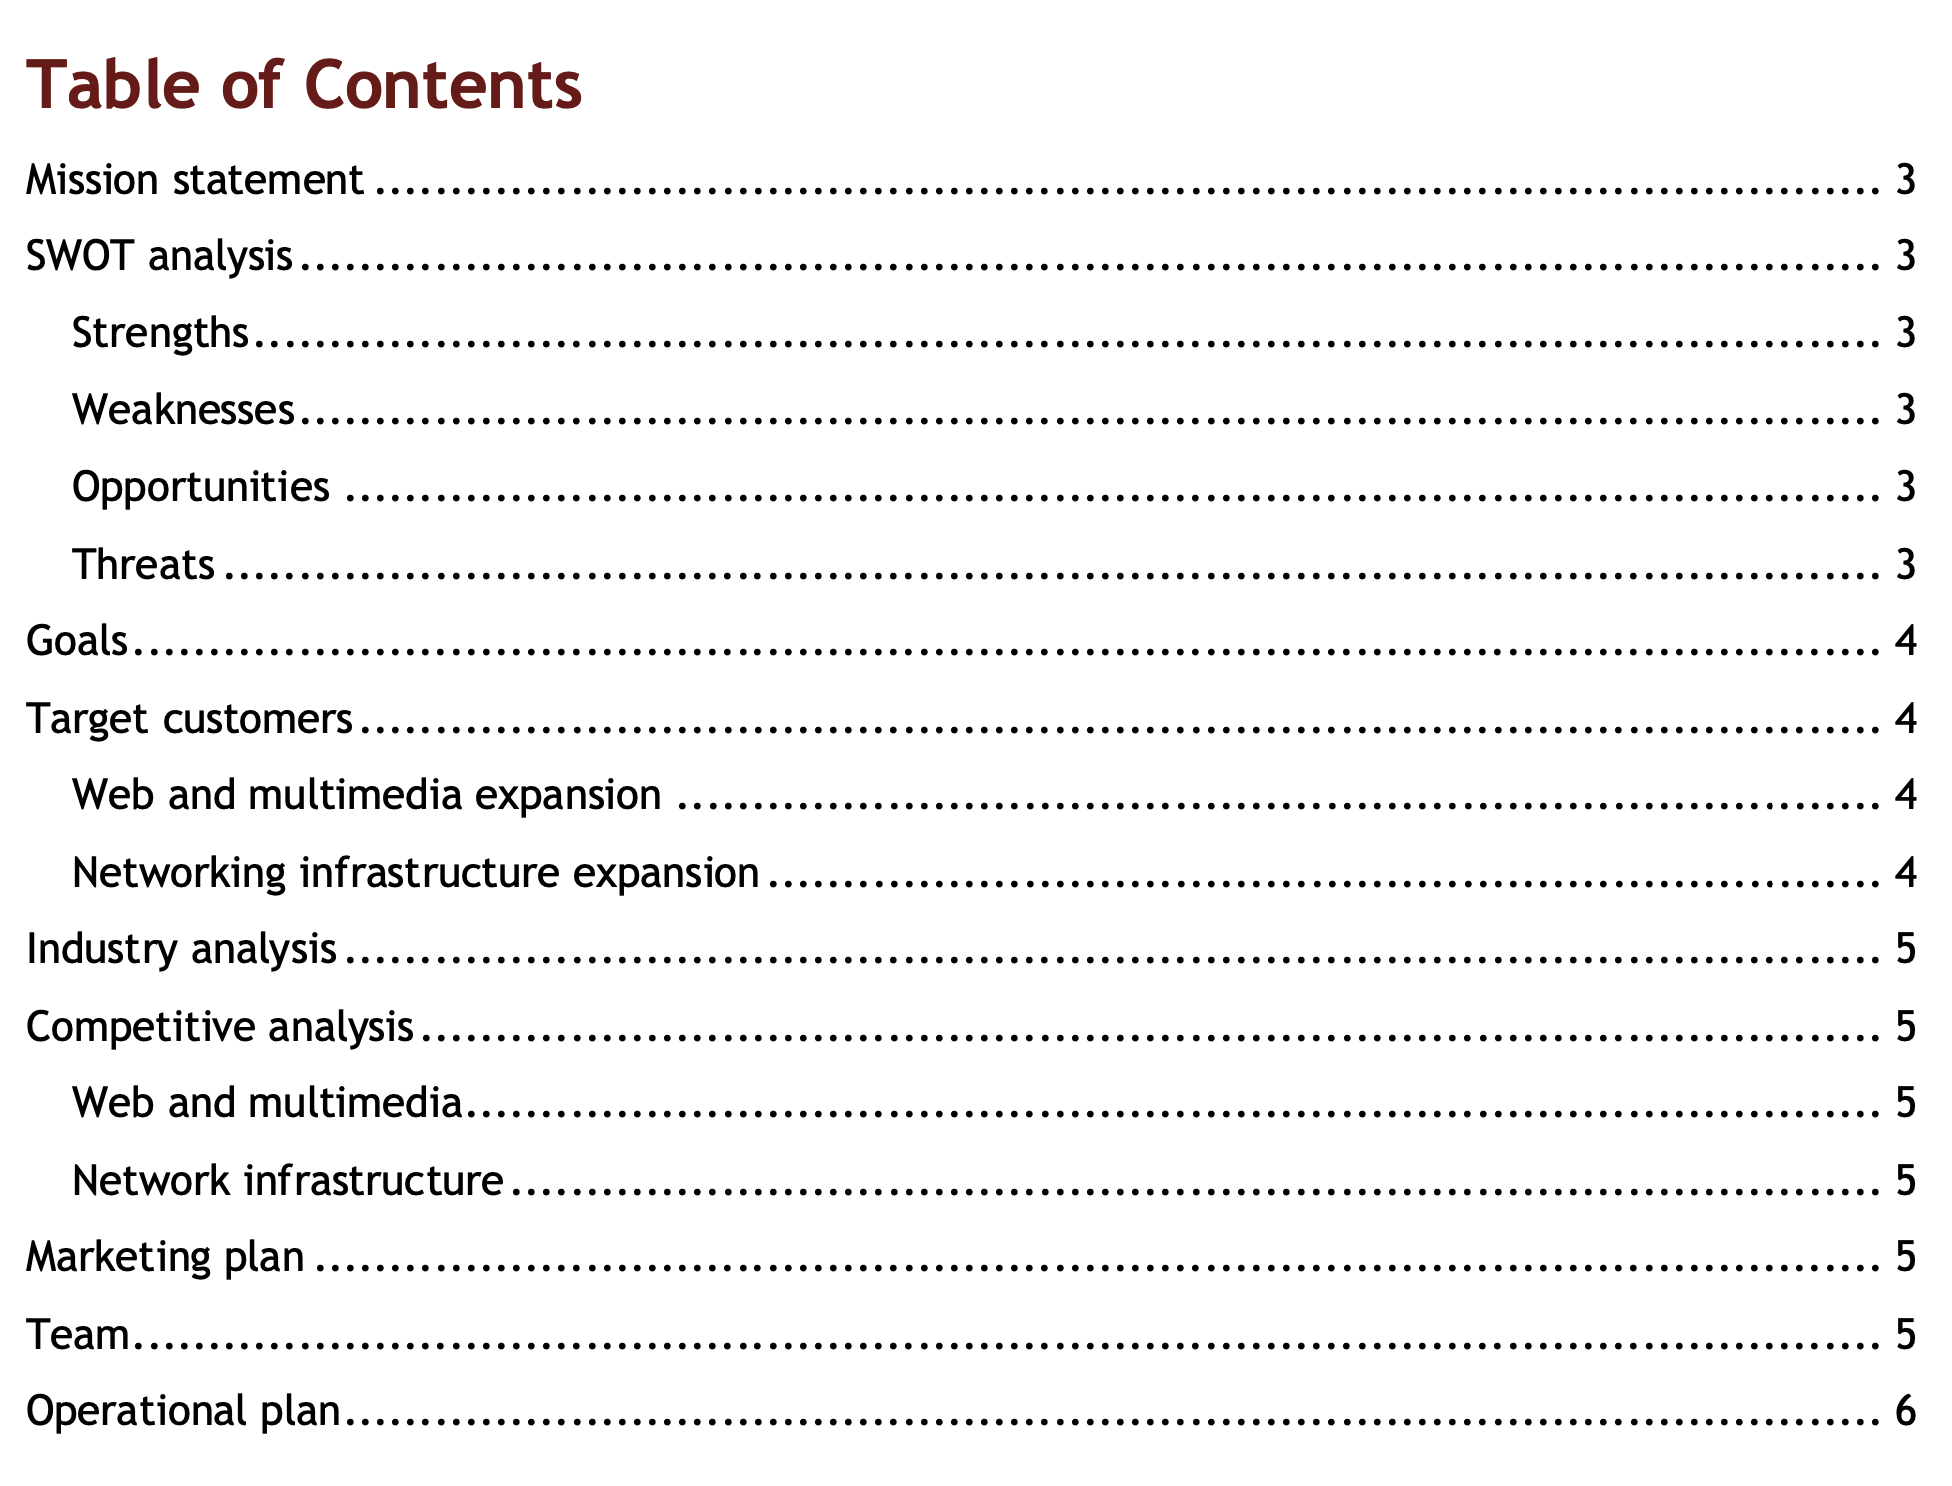 Table of Contents
Mission statement ........................................................................................................ 3
SWOT analysis ........................................................................................................ 3
Strengths ........................................................................................................ 3
Weaknesses ........................................................................................................ 3
Opportunities ........................................................................................................ 3
Threats ........................................................................................................ 3
Goals ........................................................................................................ 4
Target customers ........................................................................................................ 4
Web and multimedia expansion ........................................................................................ 4
Networking infrastructure expansion ................................................................................ 4
Industry analysis ........................................................................................................ 5
Competitive analysis ................................................................................................ 5
Web and multimedia ................................................................................................ 5
Network infrastructure ............................................................................................ 5
Marketing plan ........................................................................................................ 5
Team ........................................................................................................ 5
Operational plan ........................................................................................................ 6